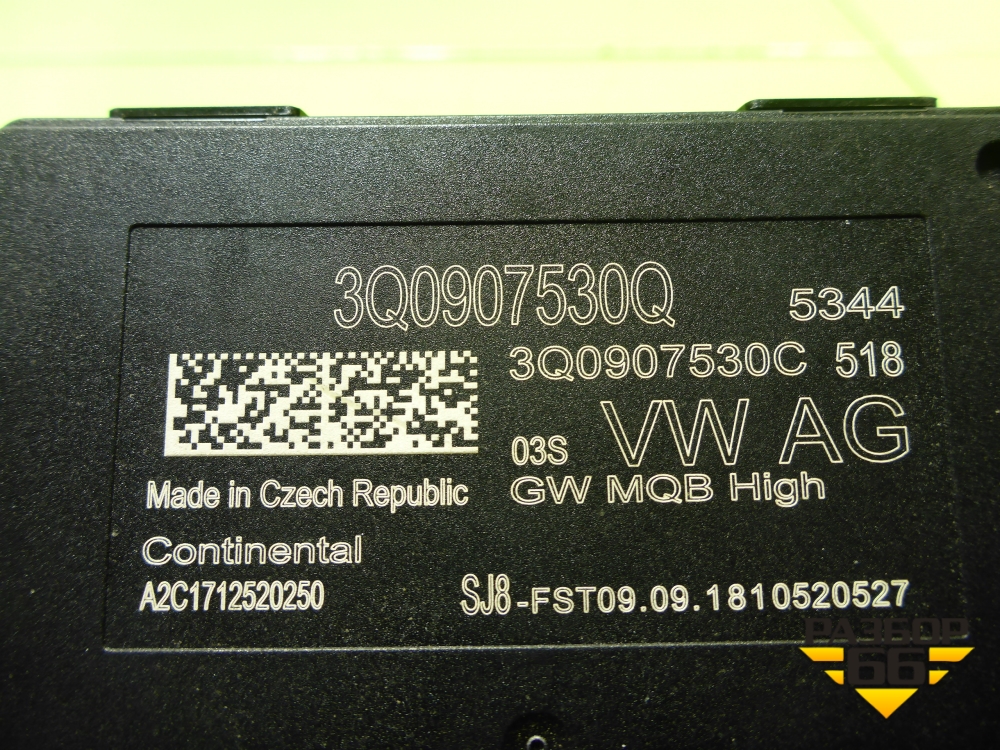 3Q0907530Q
5344
3Q0907530C 518
03S VW AG
GW MQB High
Made in Czech Republic
Continental
A2C1712520250
SJ8-FST09.09.1810520527
РАЗБОР
66